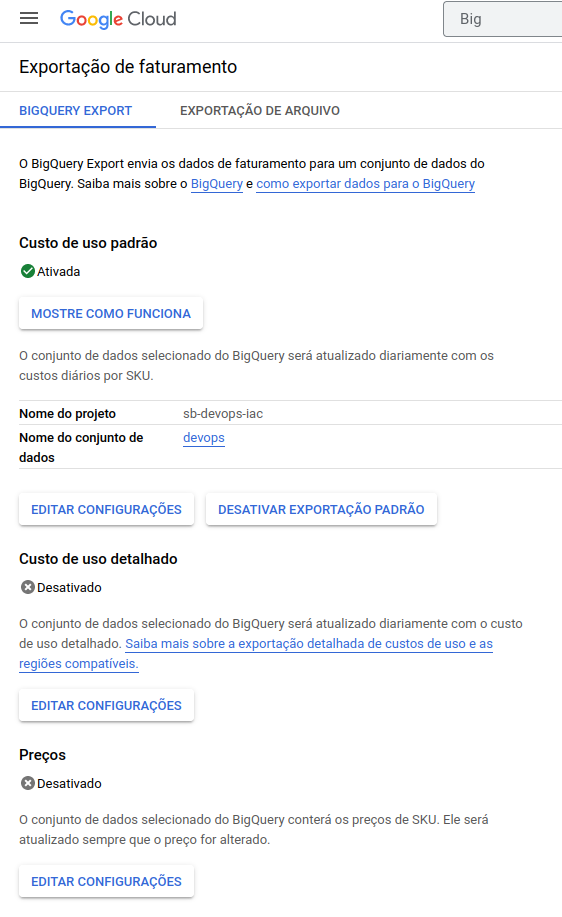 Google Cloud
Big
Exportação de faturamento
BIGQUERY EXPORT
EXPORTAÇÃO DE ARQUIVO
O BigQuery Export envia os dados de faturamento para um conjunto de dados do
BigQuery. Saiba mais sobre o BigQuery e como exportar dados para o BigQuery
Custo de uso padrão
Ativada
MOSTRE COMO FUNCIONA
O conjunto de dados selecionado do BigQuery será atualizado diariamente com os
custos diários por SKU.
Nome do projeto sb-devops-iac
Nome do conjunto de devops
dados
EDITAR CONFIGURAÇÕES DESATIVAR EXPORTAÇÃO PADRÃO
Custo de uso detalhado
Desativado
O conjunto de dados selecionado do BigQuery será atualizado diariamente com o custo
de uso detalhado. Saiba mais sobre a exportação detalhada de custos de uso e as
regiões compatíveis.
EDITAR CONFIGURAÇÕES
Preços
Desativado
O conjunto de dados selecionado do BigQuery conterá os preços de SKU. Ele será
atualizado sempre que o preço for alterado.
EDITAR CONFIGURAÇÕES